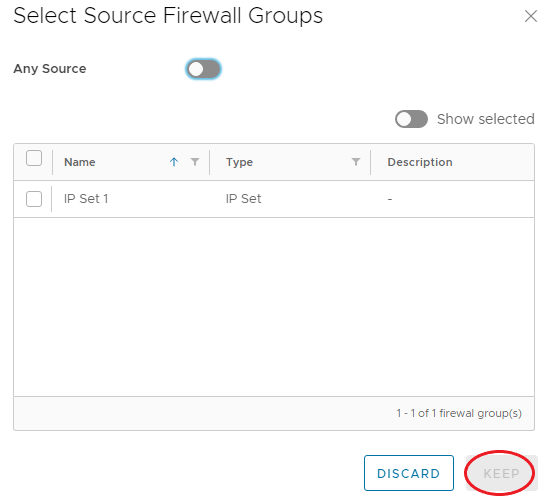 Select Source Firewall Groups
Any Source
Show selected
Name Type Description
IP Set 1 IP Set -
1 - 1 of 1 firewal group(s)
DISCARD KEEP